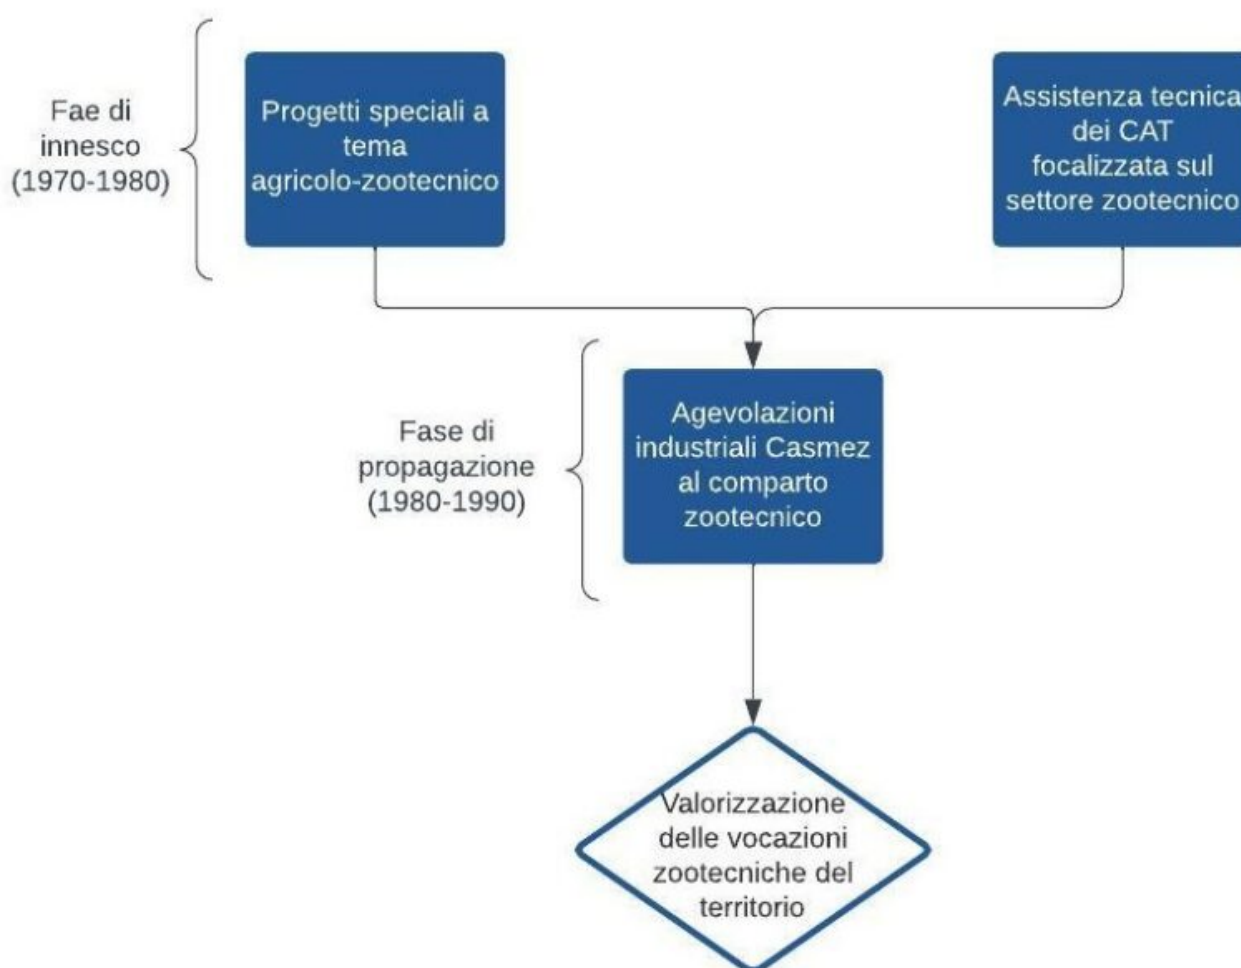 Fae di
innesco
(1970-1980)
Progetti speciali a
tema
agricolo-zootecnico
Assistenza tecnica
dei CAT
focalizzata sul
settore zootecnico
Fase di
propagazione
(1980-1990)
Agevolazioni
industriali Casmez
al comparto
zootecnico
Valorizzazione
delle vocazioni
zootecniche del
territorio